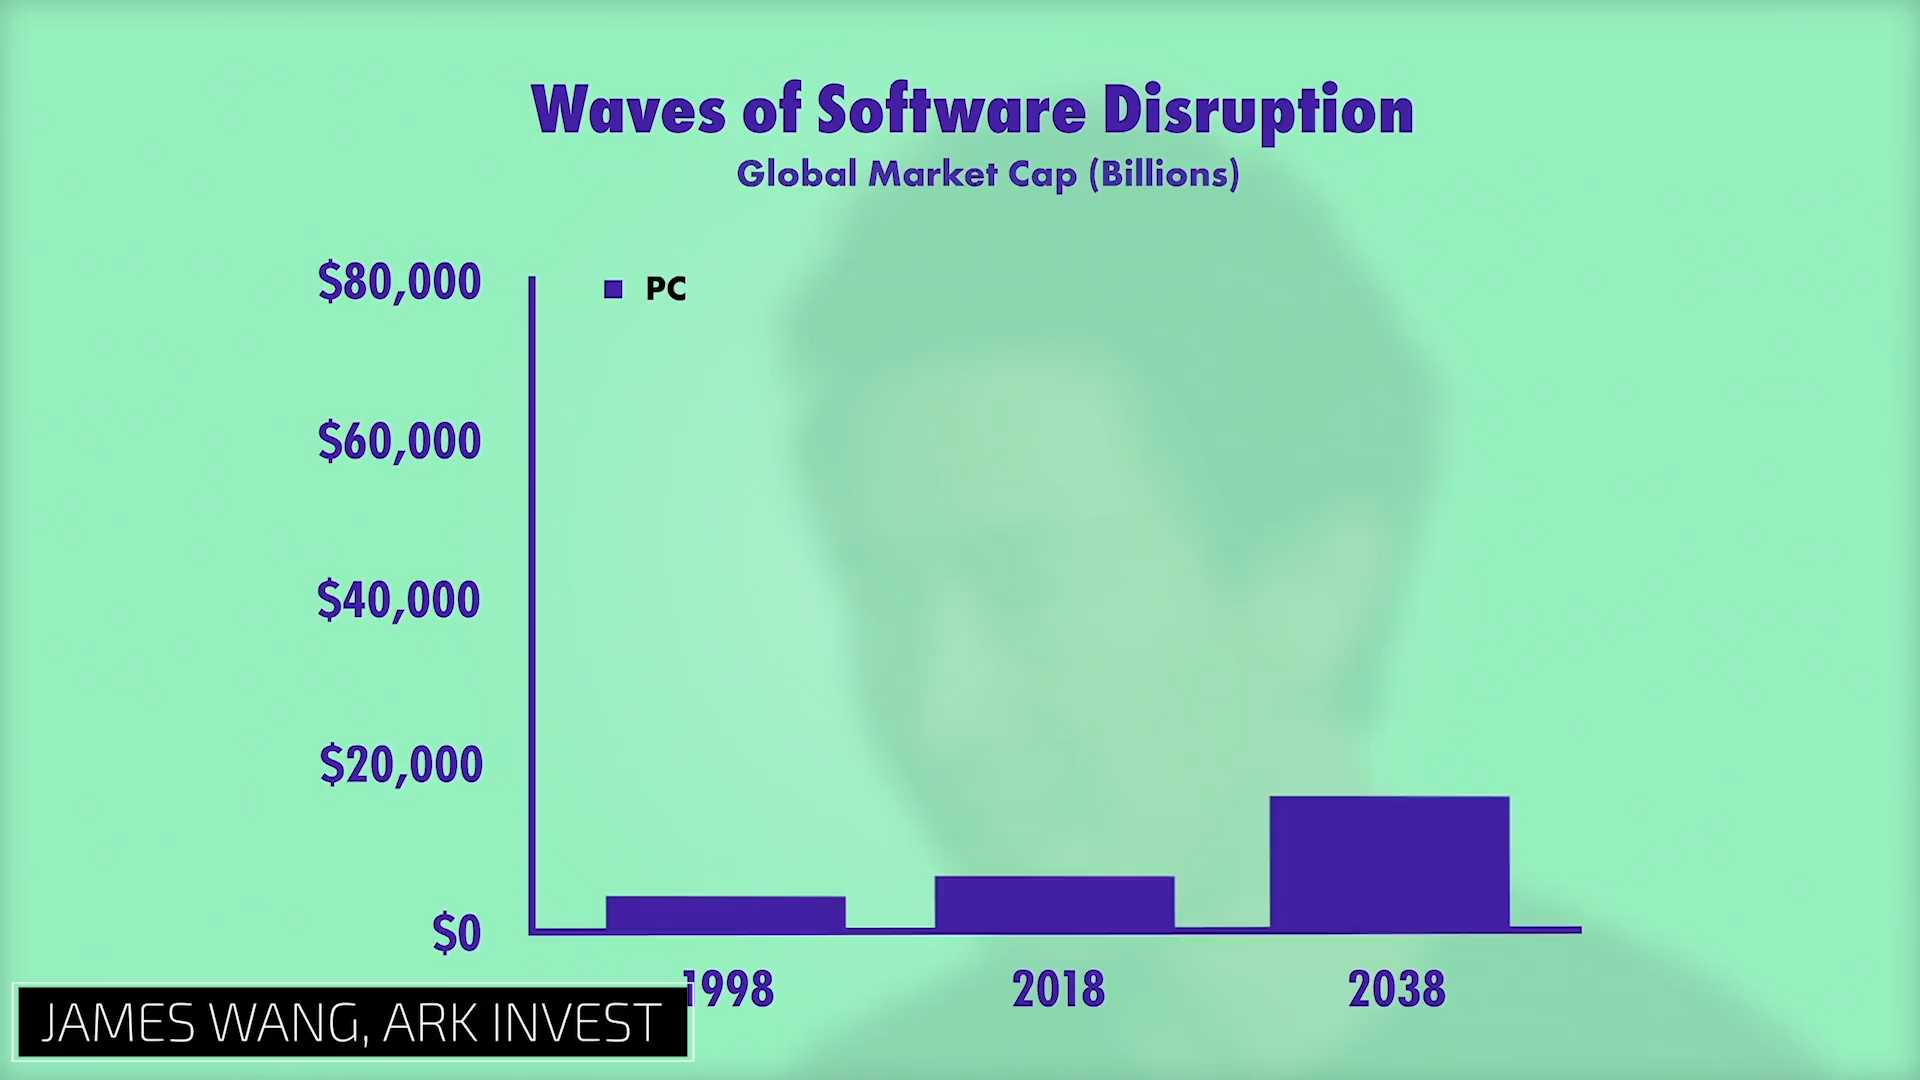 Waves of Software Disruption
Global Market Cap (Billions)
$80,000
PC
$60,000
$40,000
$20,000
$0
1998
2018
2038
JAMES WANG, ARK INVEST